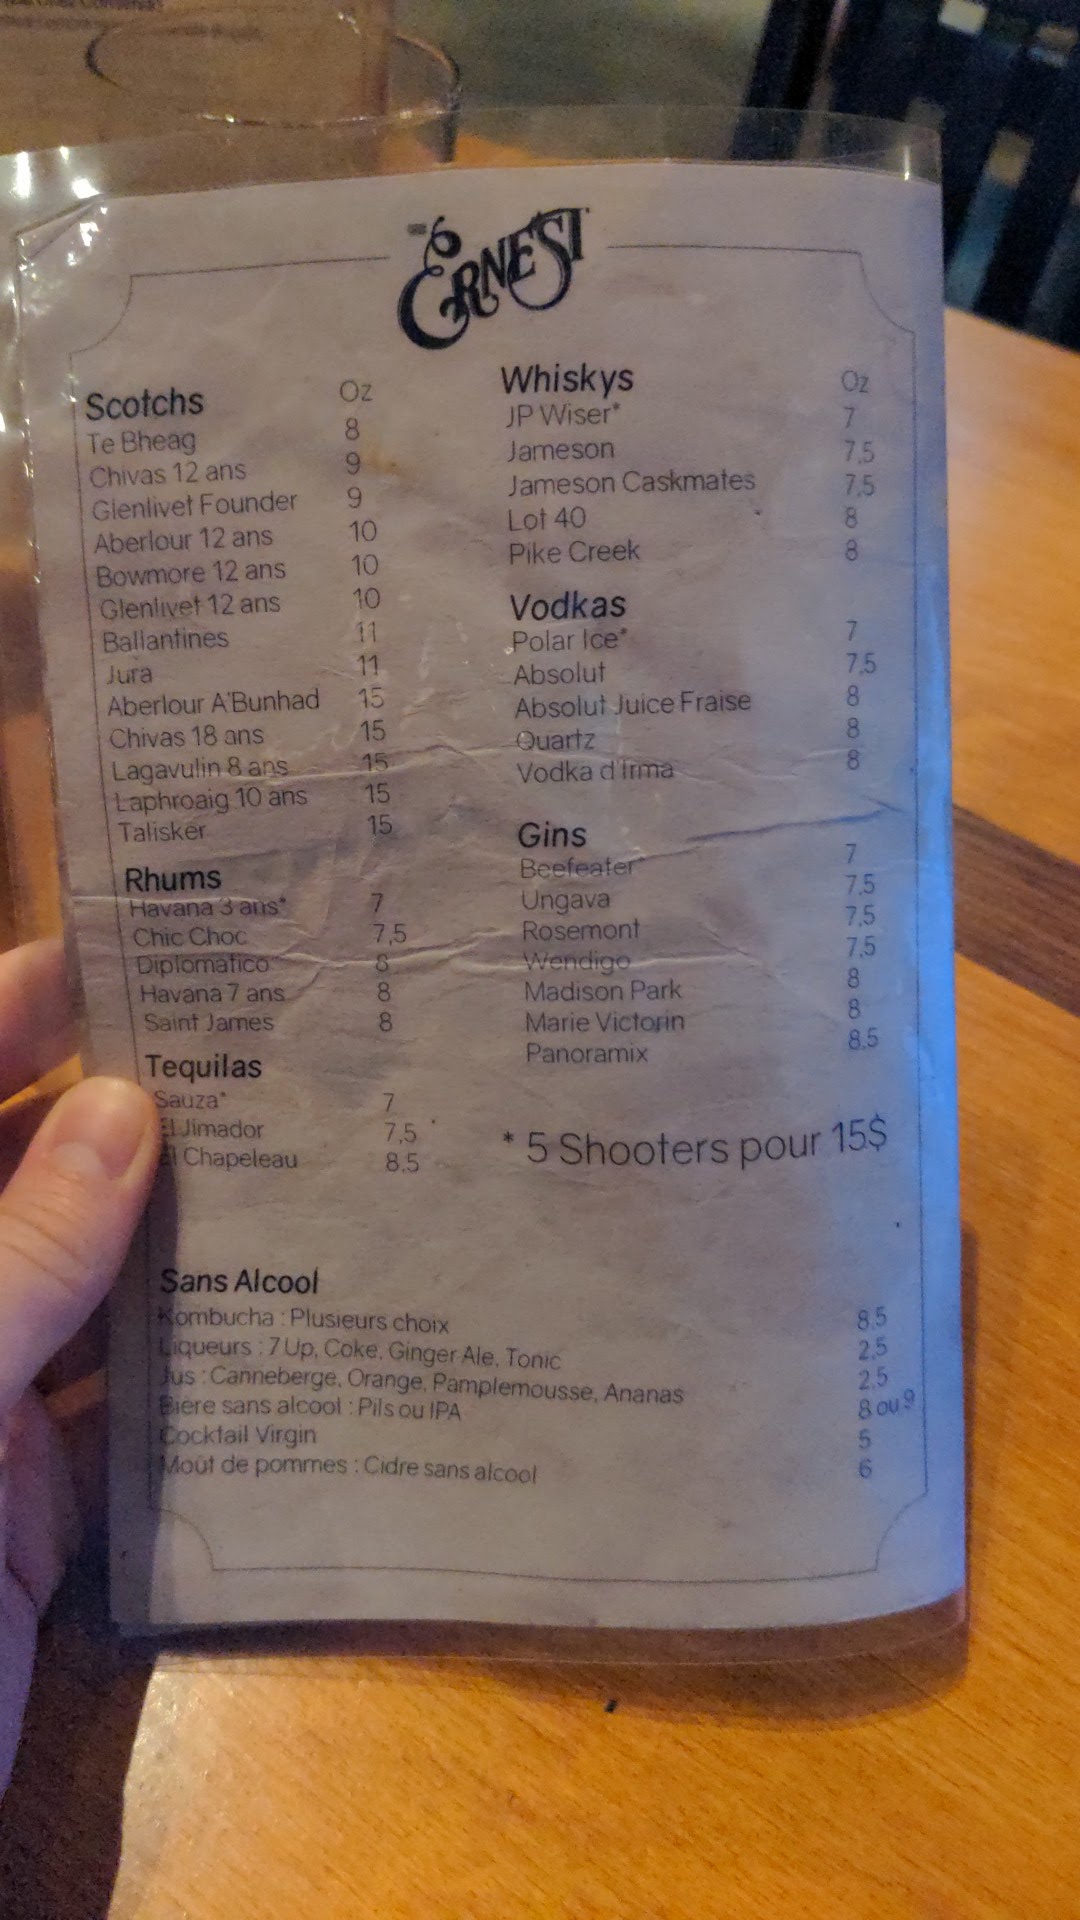 ERNEST
Scotchs Oz
Te Bheag 8
Chivas 12 ans 9
Glenlivet Founder 9
Aberlour 12 ans 10
Bowmore 12 ans 10
Glenlivet 12 ans 10
Ballantines 11
Jura 11
Aberlour A'Bunhad 15
Chivas 18 ans 15
Lagavulin 8 ans 15
Laphroaig 10 ans 15
Talisker 15
Rhums
Havana 3 ans* 7
Chic Choc 7,5
Diplomatico 8
Havana 7 ans 8
Saint James 8
Tequilas
Sauza* 7
El Jimador 7,5
El Chapeleau 8.5
Whiskys Oz
JP Wiser* 7
Jameson 7,5
Jameson Caskmates 7,5
Lot 40 8
Pike Creek 8
Vodkas
Polar Ice* 7
Absolut 7,5
Absolut Juice Fraise 8
Quartz 8
Vodka d'Irma 8
Gins
Beefeater* 7
Ungava 7.5
Rosemont 7.5
Wendigo 7.5
Madison Park 8
Marie Victorin 8
Panoramix 8.5
* 5 Shooters pour 15$
Sans Alcool
Kombucha : Plusieurs choix 8.5
Liqueurs : 7 Up, Coke, Ginger Ale, Tonic 2,5
Jus : Canneberge, Orange, Pamplemousse, Ananas 2.5
Bière sans alcool : Pils ou IPA 8 ou 9
Cocktail Virgin 5
Moût de pommes : Cidre sans alcool 6